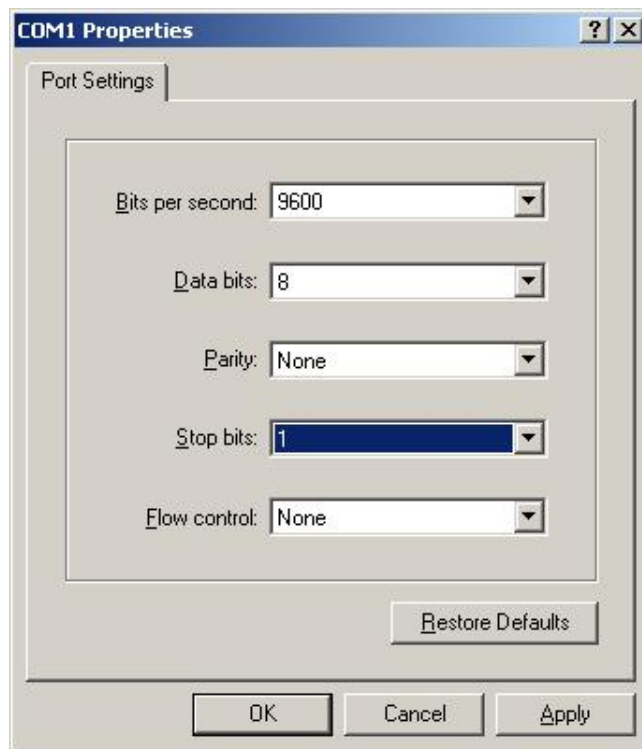 COM1 Properties
Port Settings
Bits per second: 9600
Data bits: 8
Parity: None
Stop bits: 1
Flow control: None
Restore Defaults
OK Cancel Apply